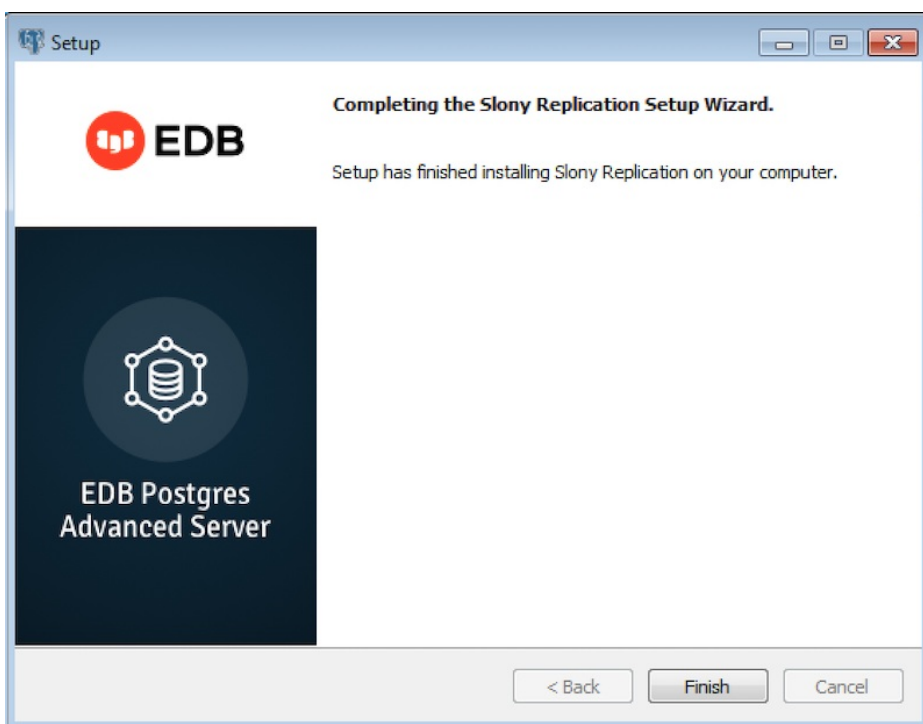 Setup
EDB
Completing the Slony Replication Setup Wizard.
Setup has finished installing Slony Replication on your computer.
EDB Postgres
Advanced Server
< Back
Finish
Cancel